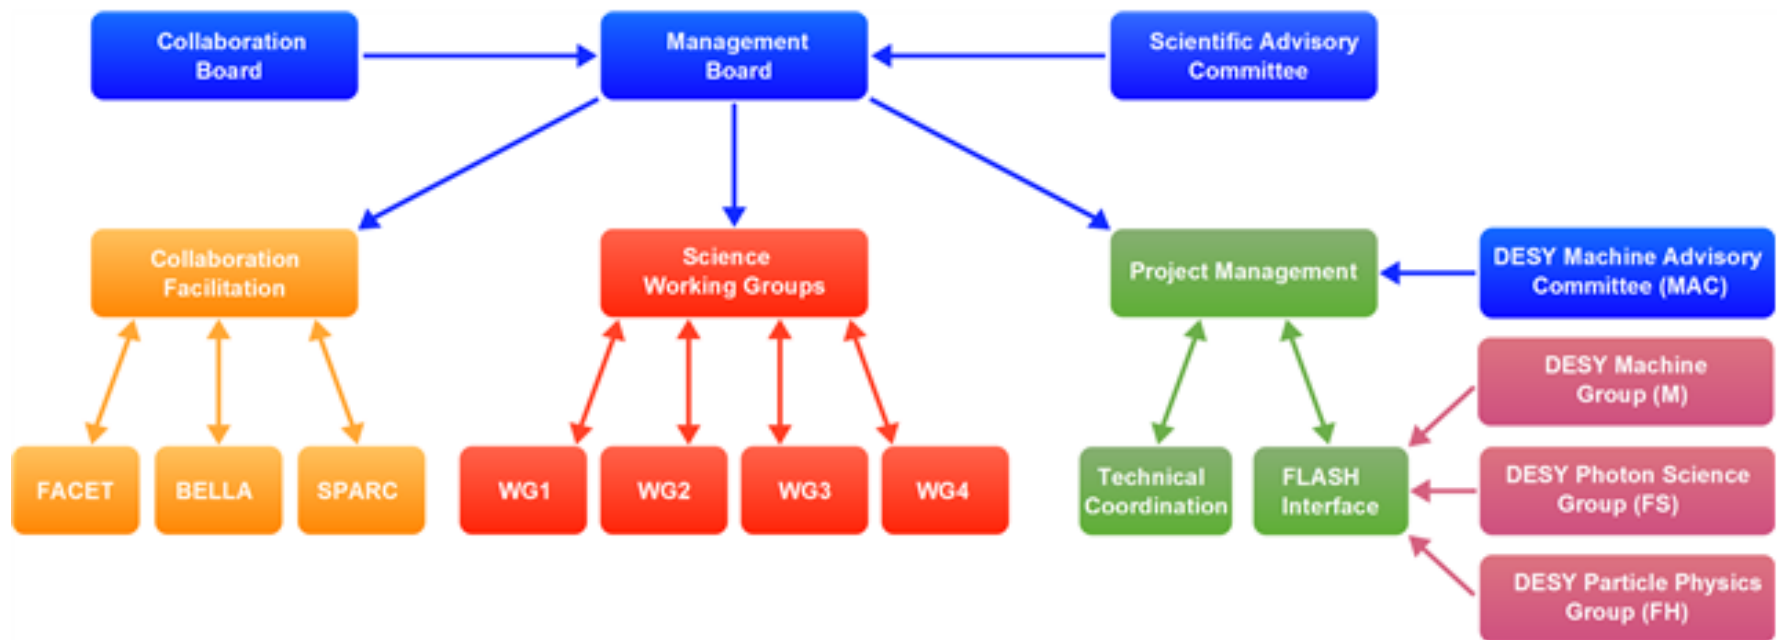 Collaboration
Board
Management
Board
Scientific Advisory
Committee
Collaboration
Facilitation
Science
Working Groups
Project Management
DESY Machine Advisory
Committee (MAC)
DESY Machine
Group (M)
FACET
BELLA
SPARC
WG1
WG2
WG3
WG4
Technical
Coordination
FLASH
Interface
DESY Photon Science
Group (FS)
DESY Particle Physics
Group (FH)